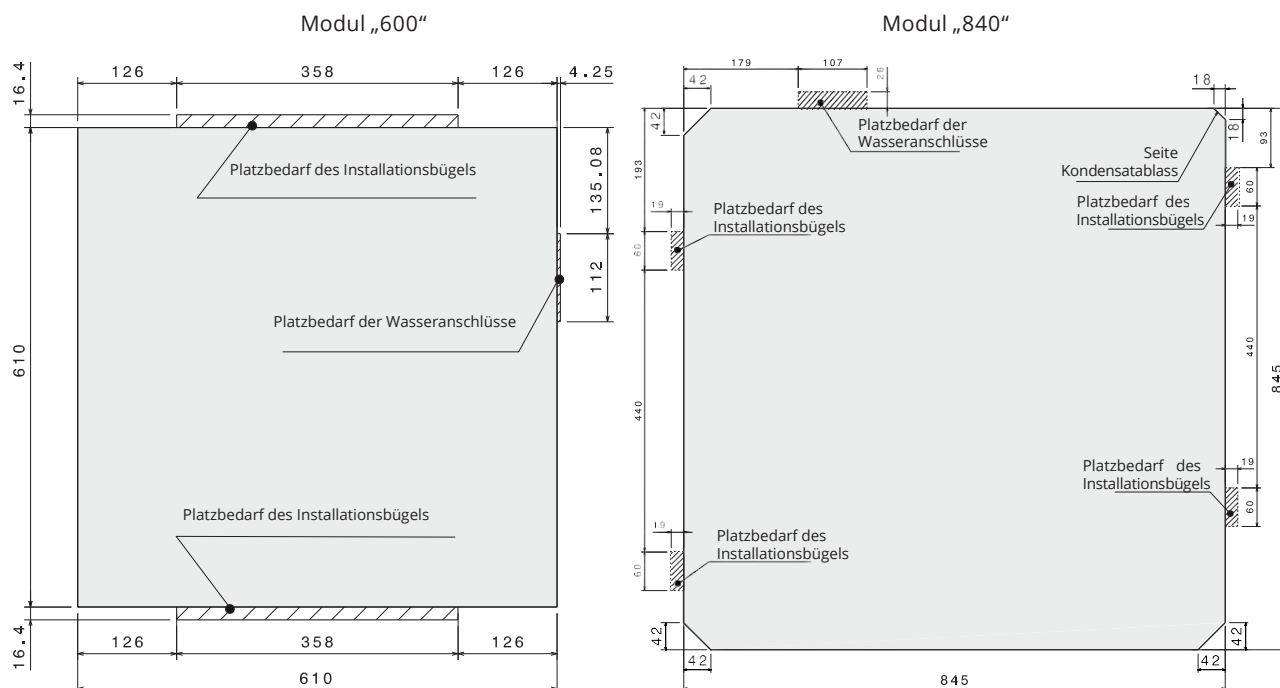 Modul „600“
126
358
126
4.25
16.4
Platzbedarf des Installationsbügels
135.08
112
Platzbedarf der Wasseranschlüsse
610
Platzbedarf des Installationsbügels
16.4
126
358
126
610
Modul „840“
179
107
26
42
18
42
18
93
Platzbedarf der
Wasseranschlüsse
Seite
Kondensatablass
193
60
Platzbedarf des
Installationsbügels
19
19
Platzbedarf des
Installationsbügels
60
440
440
845
19
Platzbedarf des
Installationsbügels
60
19
Platzbedarf des
Installationsbügels
60
42
42
42
42
845